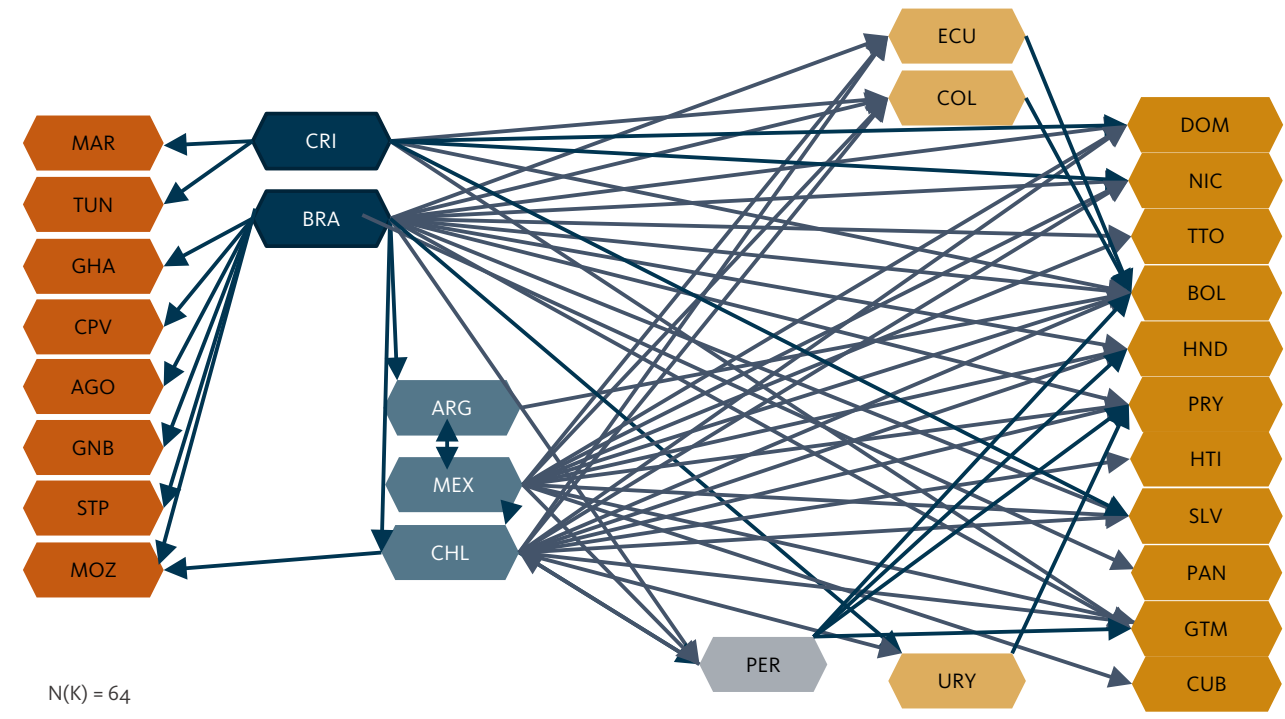 ECU
COL
MAR
CRI
DOM
TUN
BRA
NIC
GHA
TTO
CPV
BOL
AGO
ARG
HND
GNB
MEX
PRY
STP
CHL
HTI
MOZ
SLV
PAN
PER
GTM
URY
CUB
N(K) = 64